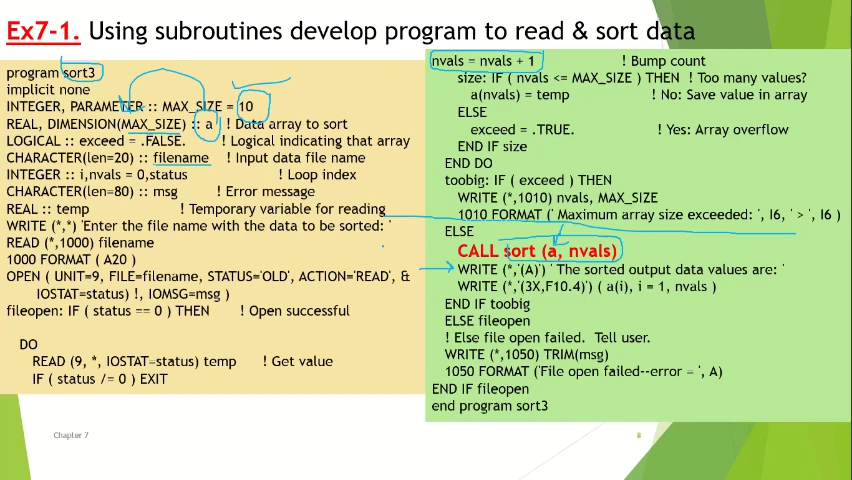 Ex7-1. Using subroutines develop program to read & sort data
program sort3
implicit none
INTEGER, PARAMETER :: MAX_SIZE = 10
REAL, DIMENSION(MAX_SIZE) :: a ! Data array to sort
LOGICAL :: exceed = .FALSE. ! Logical indicating that array
CHARACTER(len=20) :: filename ! Input data file name
INTEGER :: i,nvals = 0,status ! Loop index
CHARACTER(len=80) :: msg ! Error message
REAL :: temp ! Temporary variable for reading
WRITE (*,*) 'Enter the file name with the data to be sorted: '
READ (*,1000) filename
1000 FORMAT ( A20 )
OPEN ( UNIT=9, FILE=filename, STATUS='OLD', ACTION='READ', &
IOSTAT=status) !, IOMSG=msg )
fileopen: IF ( status == 0 ) THEN ! Open successful
DO
READ (9, *, IOSTAT=status) temp ! Get value
IF ( status /= 0 ) EXIT
nvals = nvals + 1 ! Bump count
size: IF ( nvals <= MAX_SIZE ) THEN ! Too many values?
a(nvals) = temp ! No: Save value in array
ELSE
exceed = .TRUE. ! Yes: Array overflow
END IF size
END DO
toobig: IF ( exceed ) THEN
WRITE (*,1010) nvals, MAX_SIZE
1010 FORMAT (' Maximum array size exceeded: ', I6, ' > ', I6 )
ELSE
CALL sort (a, nvals)
WRITE (*,'(A)') ' The sorted output data values are: '
WRITE (*,'(3X,F10.4)') ( a(i), i = 1, nvals )
END IF toobig
ELSE fileopen
! Else file open failed. Tell user.
WRITE (*,1050) TRIM(msg)
1050 FORMAT ('File open failed--error = ', A)
END IF fileopen
end program sort3
Chapter 7
8